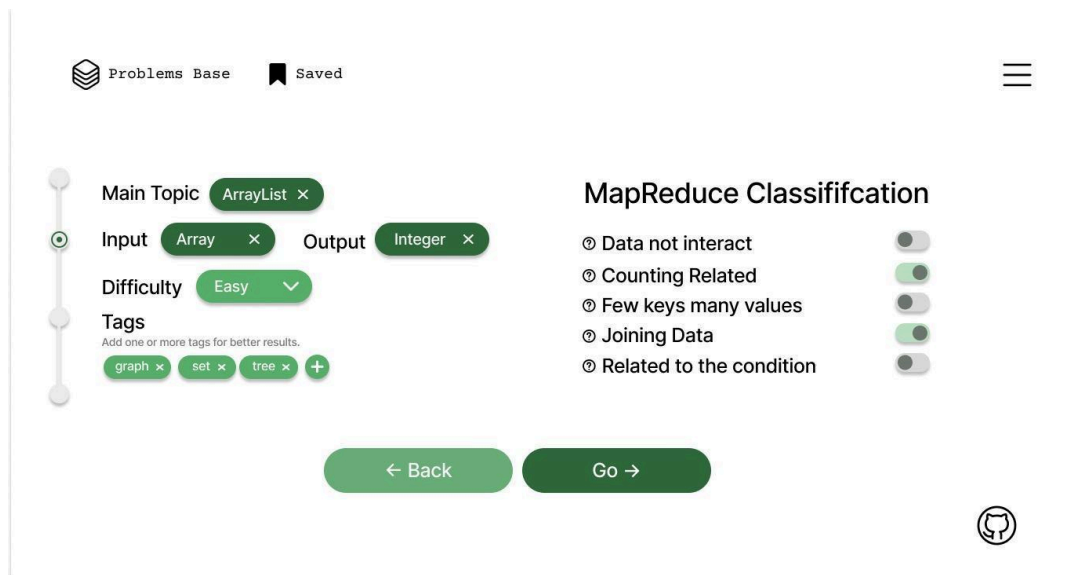 Problems Base
Saved
Main Topic ArrayList ×
Input Array × Output Integer ×
Difficulty Easy
Tags
Add one or more tags for better results.
graph × set × tree × +
MapReduce Classififcation
Data not interact
Counting Related
Few keys many values
Joining Data
Related to the condition
← Back
Go →